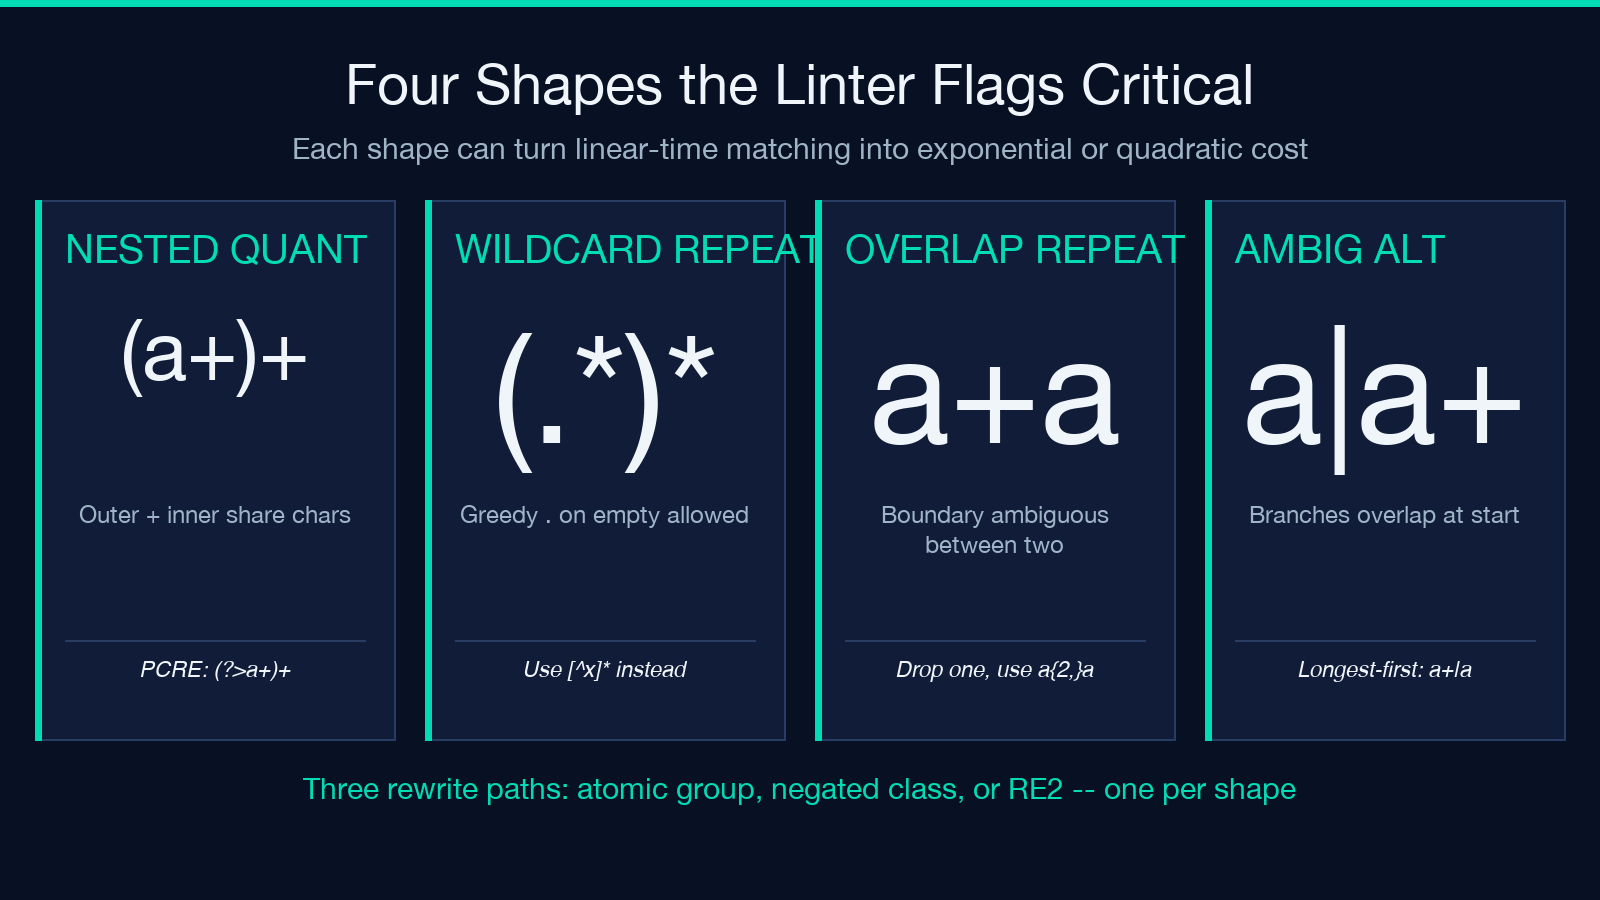 Four Shapes the Linter Flags Critical
Each shape can turn linear-time matching into exponential or quadratic cost
NESTED QUANT
(a+)+
Outer + inner share chars
PCRE: (?>a+)+
WILDCARD REPEAT
(.*)*
Greedy . on empty allowed
Use [^x]* instead
OVERLAP REPEAT
a+a
Boundary ambiguous
between two
Drop one, use a{2,}a
AMBIG ALT
a|a+
Branches overlap at start
Longest-first: a+|a
Three rewrite paths: atomic group, negated class, or RE2 -- one per shape